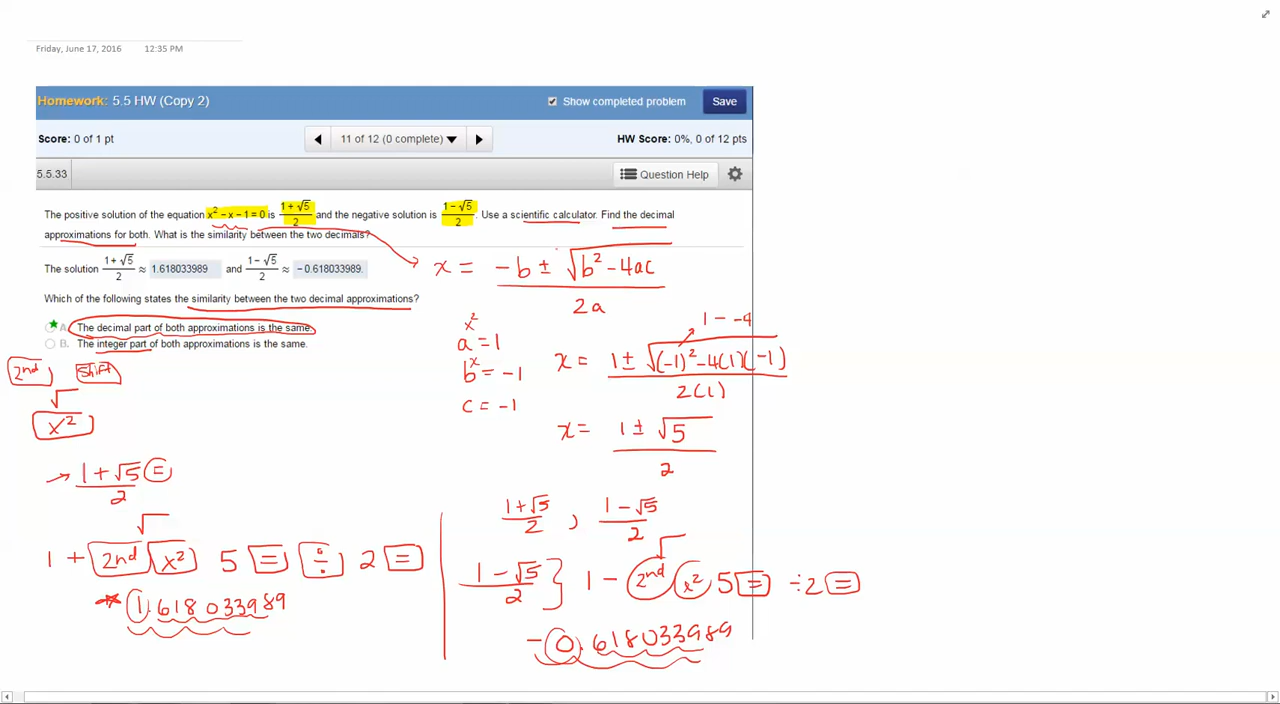 Friday, June 17, 2016 12:35 PM
Homework: 5.5 HW (Copy 2) Show completed problem Save
Score: 0 of 1 pt 11 of 12 (0 complete) HW Score: 0%, 0 of 12 pts
5.5.33 Question Help
The positive solution of the equation x² − x − 1 = 0 is (1 + √5)/2 and the negative solution is (1 − √5)/2. Use a scientific calculator. Find the decimal
approximations for both. What is the similarity between the two decimals?
The solution (1 + √5)/2 ≈ 1.618033989 and (1 − √5)/2 ≈ −0.618033989.
Which of the following states the similarity between the two decimal approximations?
A. The decimal part of both approximations is the same.
B. The integer part of both approximations is the same.
x = (−b ± √(b² − 4ac))/2a
x²
a = 1
x
b = −1
c = −1
1 − −4
x = (1 ± √((−1)² − 4(1)(−1)))/2(1)
x = (1 ± √5)/2
2nd shift
√
x²
→ (1 + √5)/2 =
√
1 + 2nd x² 5 = ÷ 2 =
* 1.618033989
(1 + √5)/2 , (1 − √5)/2
√
(1 − √5)/2 } 1 − 2nd x² 5 = ÷ 2 =
−0.618033989